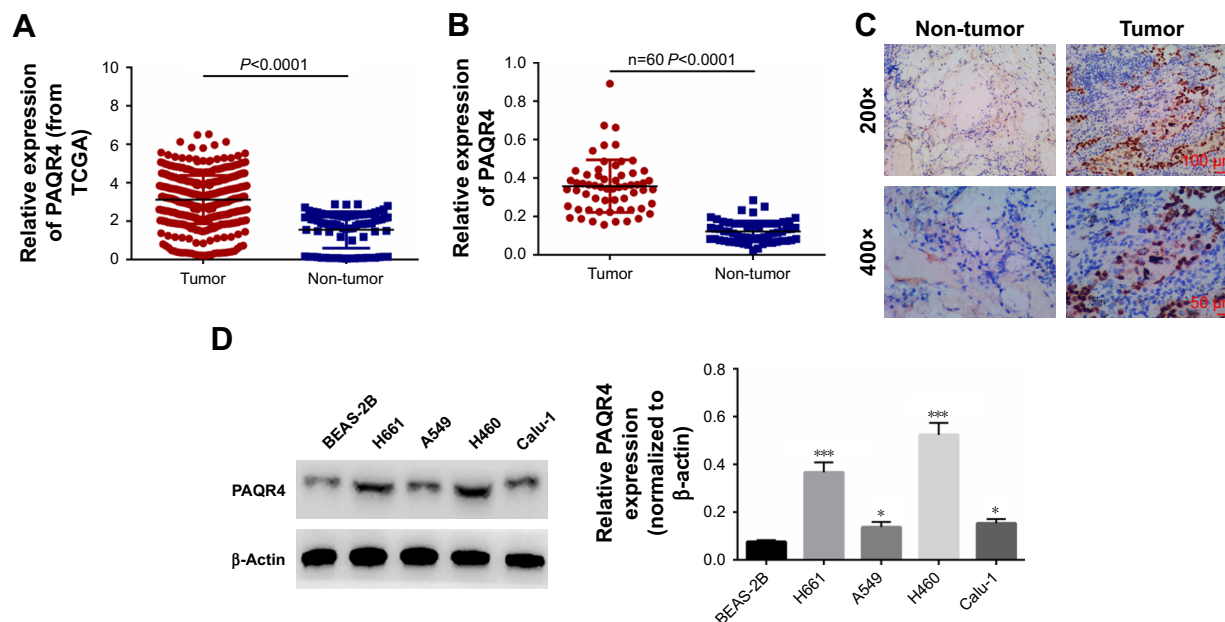 A
Relative expression
of PAQR4 (from
TCGA)
P<0.0001
10
8
6
4
2
0
Tumor
Non-tumor
B
Relative expression
of PAQR4
n=60 P<0.0001
1.0
0.8
0.6
0.4
0.2
0.0
Tumor
Non-tumor
C
Non-tumor
Tumor
200×
100 µ
400×
50 µ
D
BEAS-2B
H661
A549
H460
Calu-1
PAQR4
β-Actin
Relative PAQR4
expression
(normalized to
β-actin)
0.8
0.6
0.4
0.2
0.0
***
*
***
*
BEAS-2B
H661
A549
H460
Calu-1